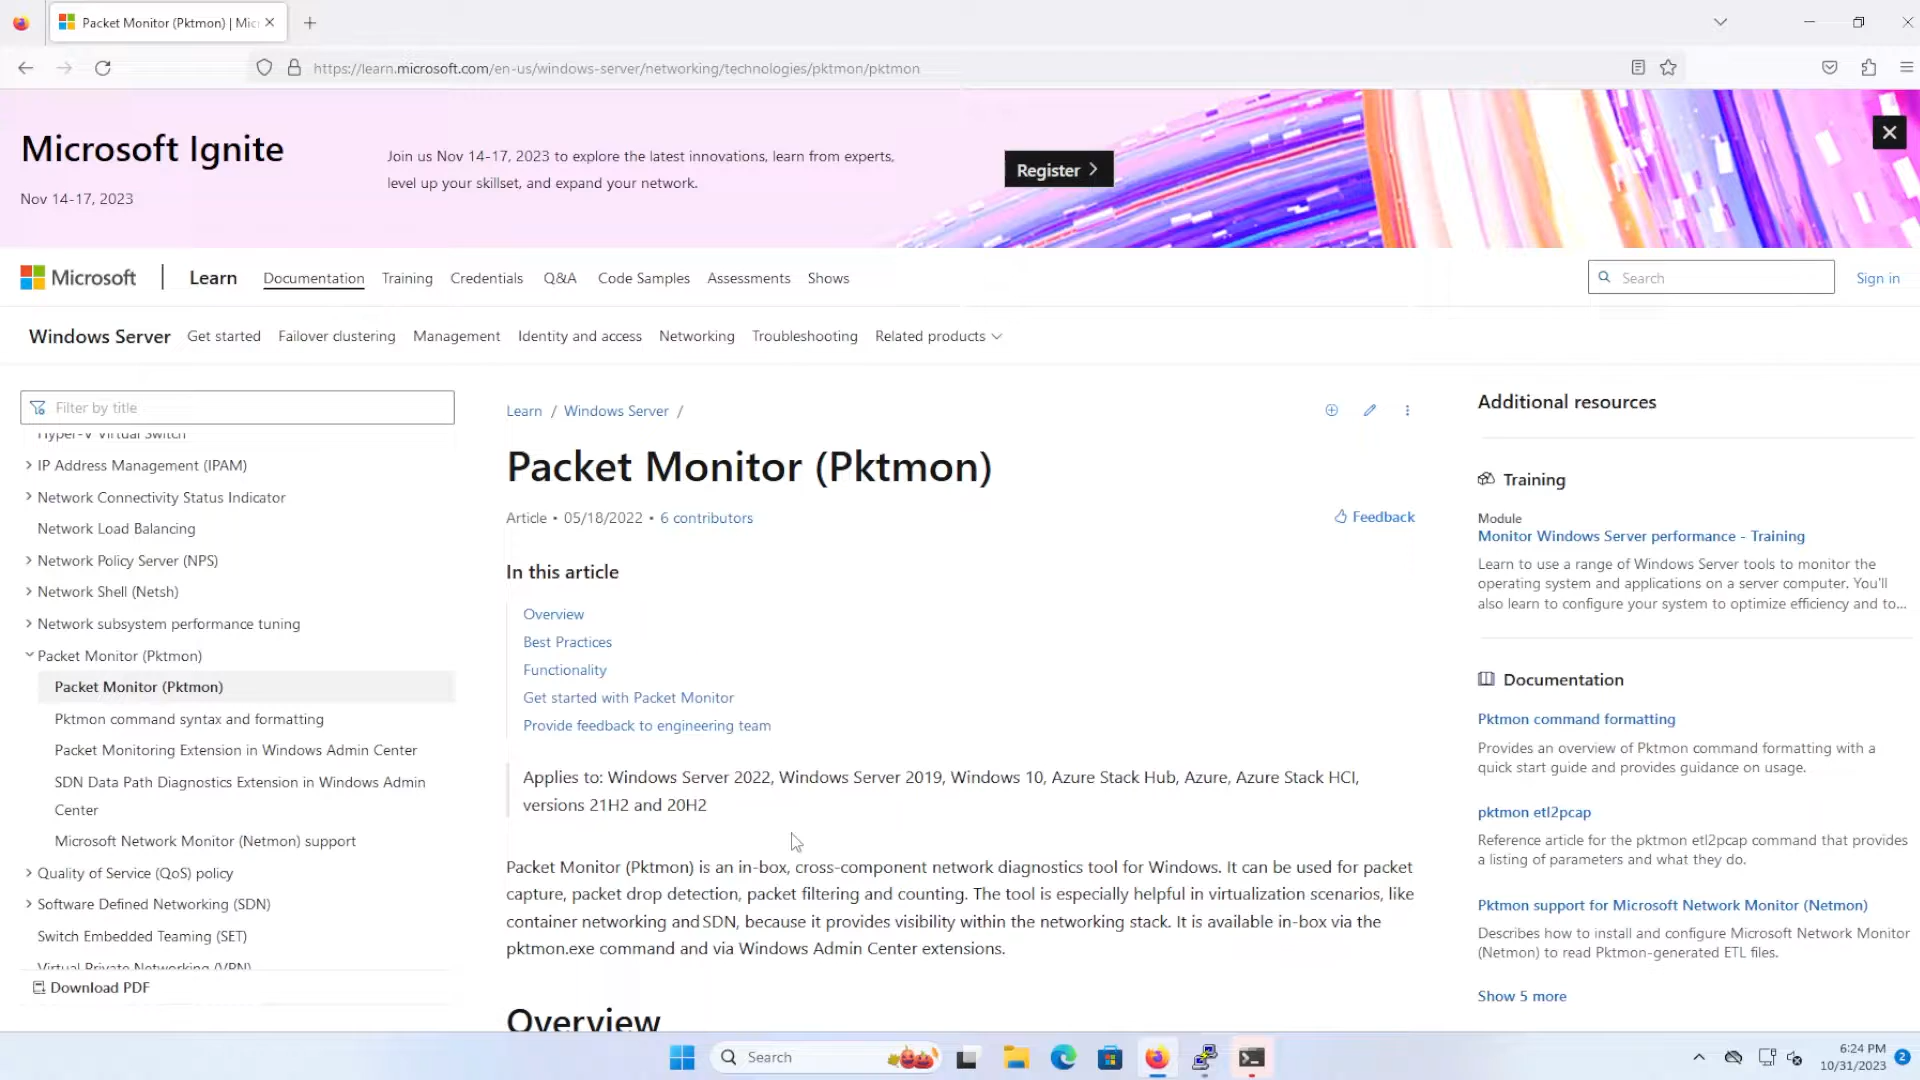 Packet Monitor (Pktmon) | Mic
https://learn.microsoft.com/en-us/windows-server/networking/technologies/pktmon/pktmon
Microsoft Ignite
Nov 14-17, 2023
Join us Nov 14-17, 2023 to explore the latest innovations, learn from experts,
level up your skillset, and expand your network.
Register
Microsoft
Learn
Documentation
Training
Credentials
Q&A
Code Samples
Assessments
Shows
Search
Sign in
Windows Server
Get started
Failover clustering
Management
Identity and access
Networking
Troubleshooting
Related products
Filter by title
Hyper-V Virtual Switch
IP Address Management (IPAM)
Network Connectivity Status Indicator
Network Load Balancing
Network Policy Server (NPS)
Network Shell (Netsh)
Network subsystem performance tuning
Packet Monitor (Pktmon)
Packet Monitor (Pktmon)
Pktmon command syntax and formatting
Packet Monitoring Extension in Windows Admin Center
SDN Data Path Diagnostics Extension in Windows Admin
Center
Microsoft Network Monitor (Netmon) support
Quality of Service (QoS) policy
Software Defined Networking (SDN)
Switch Embedded Teaming (SET)
Virtual Private Networking (VPN)
Download PDF
Learn / Windows Server /
Packet Monitor (Pktmon)
Article • 05/18/2022 • 6 contributors
Feedback
In this article
Overview
Best Practices
Functionality
Get started with Packet Monitor
Provide feedback to engineering team
Applies to: Windows Server 2022, Windows Server 2019, Windows 10, Azure Stack Hub, Azure, Azure Stack HCI,
versions 21H2 and 20H2
Packet Monitor (Pktmon) is an in-box, cross-component network diagnostics tool for Windows. It can be used for packet
capture, packet drop detection, packet filtering and counting. The tool is especially helpful in virtualization scenarios, like
container networking and SDN, because it provides visibility within the networking stack. It is available in-box via the
pktmon.exe command and via Windows Admin Center extensions.
Overview
Additional resources
Training
Module
Monitor Windows Server performance - Training
Learn to use a range of Windows Server tools to monitor the
operating system and applications on a server computer. You'll
also learn to configure your system to optimize efficiency and to...
Documentation
Pktmon command formatting
Provides an overview of Pktmon command formatting with a
quick start guide and provides guidance on usage.
pktmon etl2pcap
Reference article for the pktmon etl2pcap command that provides
a listing of parameters and what they do.
Pktmon support for Microsoft Network Monitor (Netmon)
Describes how to install and configure Microsoft Network Monitor
(Netmon) to read Pktmon-generated ETL files.
Show 5 more
Search
6:24 PM
10/31/2023
2